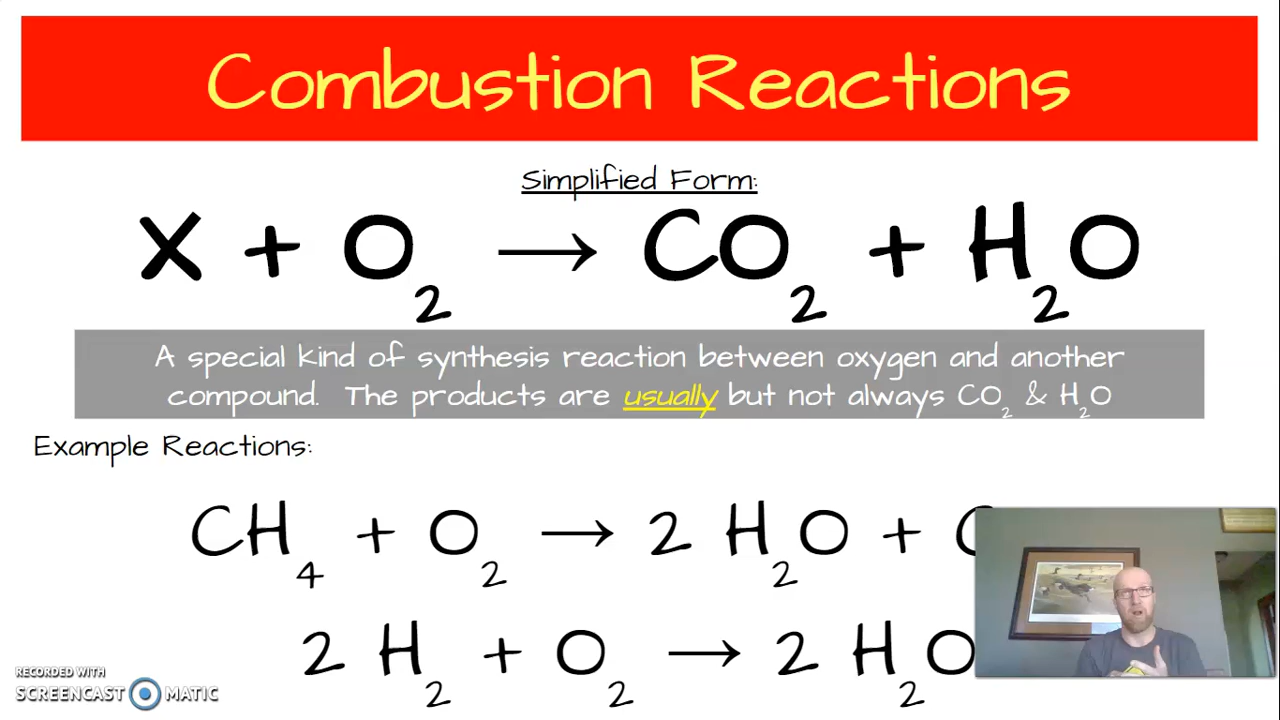 Combustion Reactions
Simplified Form:
X + O₂ → CO₂ + H₂O
A special kind of synthesis reaction between oxygen and another
compound. The products are usually but not always CO₂ & H₂O
Example Reactions:
CH₄ + O₂ → 2 H₂O +
2 H₂ + O₂ → 2 H₂O
RECORDED WITH
SCREENCAST MATIC